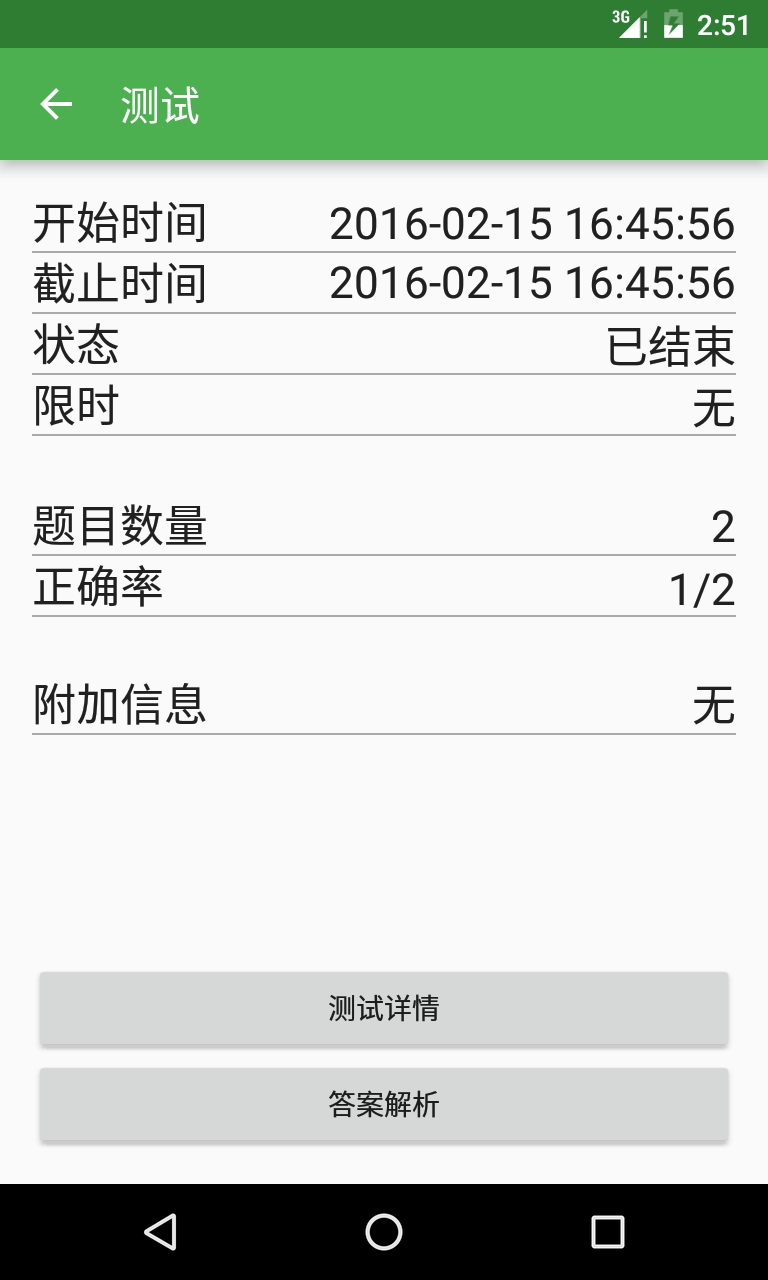 3G 2:51
测试
开始时间 2016-02-15 16:45:56
截止时间 2016-02-15 16:45:56
状态 已结束
限时 无
题目数量 2
正确率 1/2
附加信息 无
测试详情
答案解析